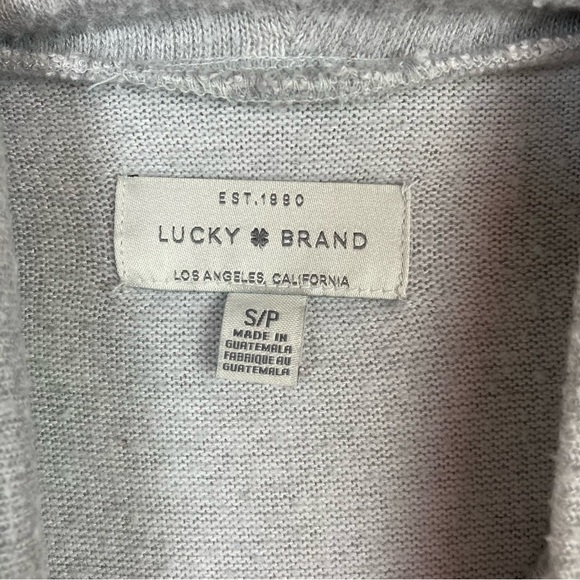 EST.1990
LUCKY BRAND
LOS ANGELES, CALIFORNIA
S/P
MADE IN
GUATEMALA
FABRIQUE AU
GUATEMALA